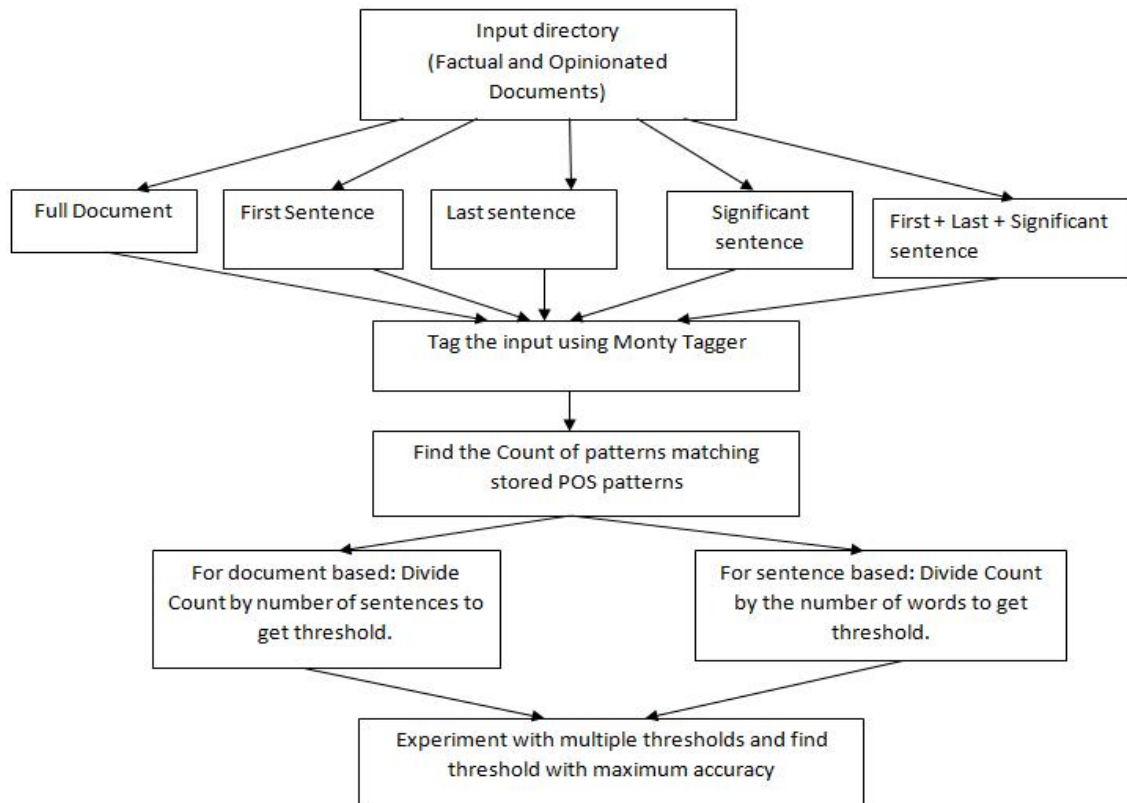 Input directory
(Factual and Opinionated
Documents)
Full Document
First Sentence
Last sentence
Significant
sentence
First + Last + Significant
sentence
Tag the input using Monty Tagger
Find the Count of patterns matching
stored POS patterns
For document based: Divide
Count by number of sentences to
get threshold.
For sentence based: Divide Count
by the number of words to get
threshold.
Experiment with multiple thresholds and find
threshold with maximum accuracy